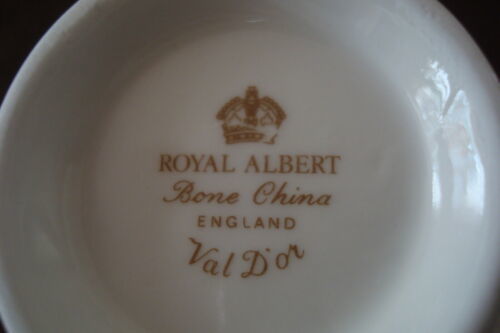 ROYAL ALBERT
Bone China
ENGLAND
Val D'or